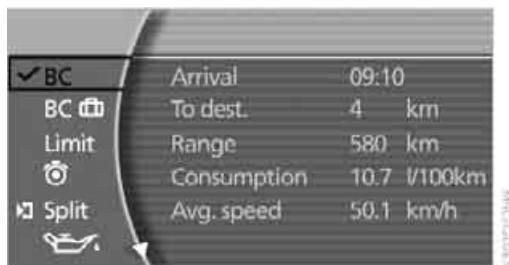 BC Arrival 09:10
BC To dest. 4 km
Limit Range 580 km
Consumption 10.7 l/100km
Split Avg. speed 50.1 km/h